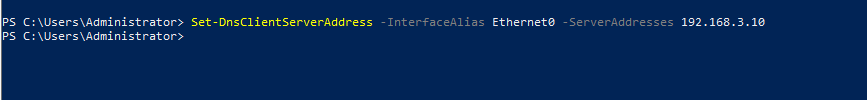 PS C:\Users\Administrator> Set-DnsClientServerAddress -InterfaceAlias Ethernet0 -ServerAddresses 192.168.3.10
PS C:\Users\Administrator>